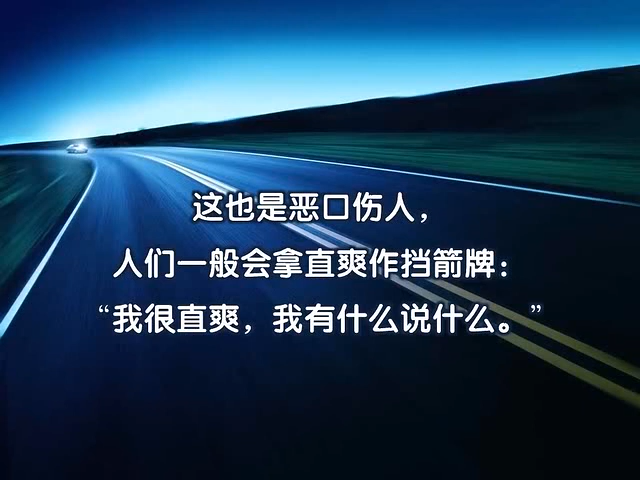 这也是恶口伤人，
人们一般会拿直爽作挡箭牌：
“我很直爽，我有什么说什么。”